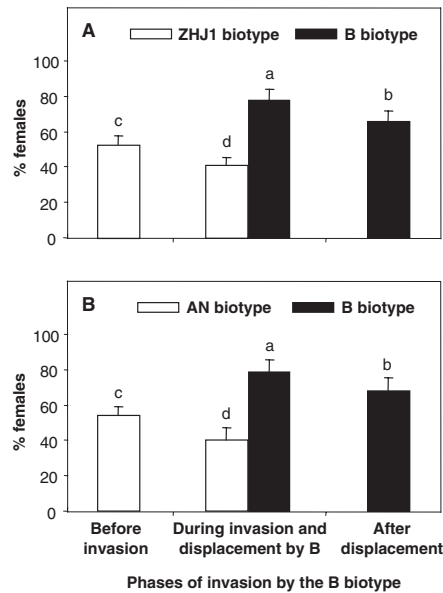 A
ZHJ1 biotype
B biotype
100
80
60
40
20
0
% females
c
d
a
b
B
AN biotype
B biotype
100
80
60
40
20
0
% females
c
d
a
b
Before
invasion
During invasion and
displacement by B
After
displacement
Phases of invasion by the B biotype